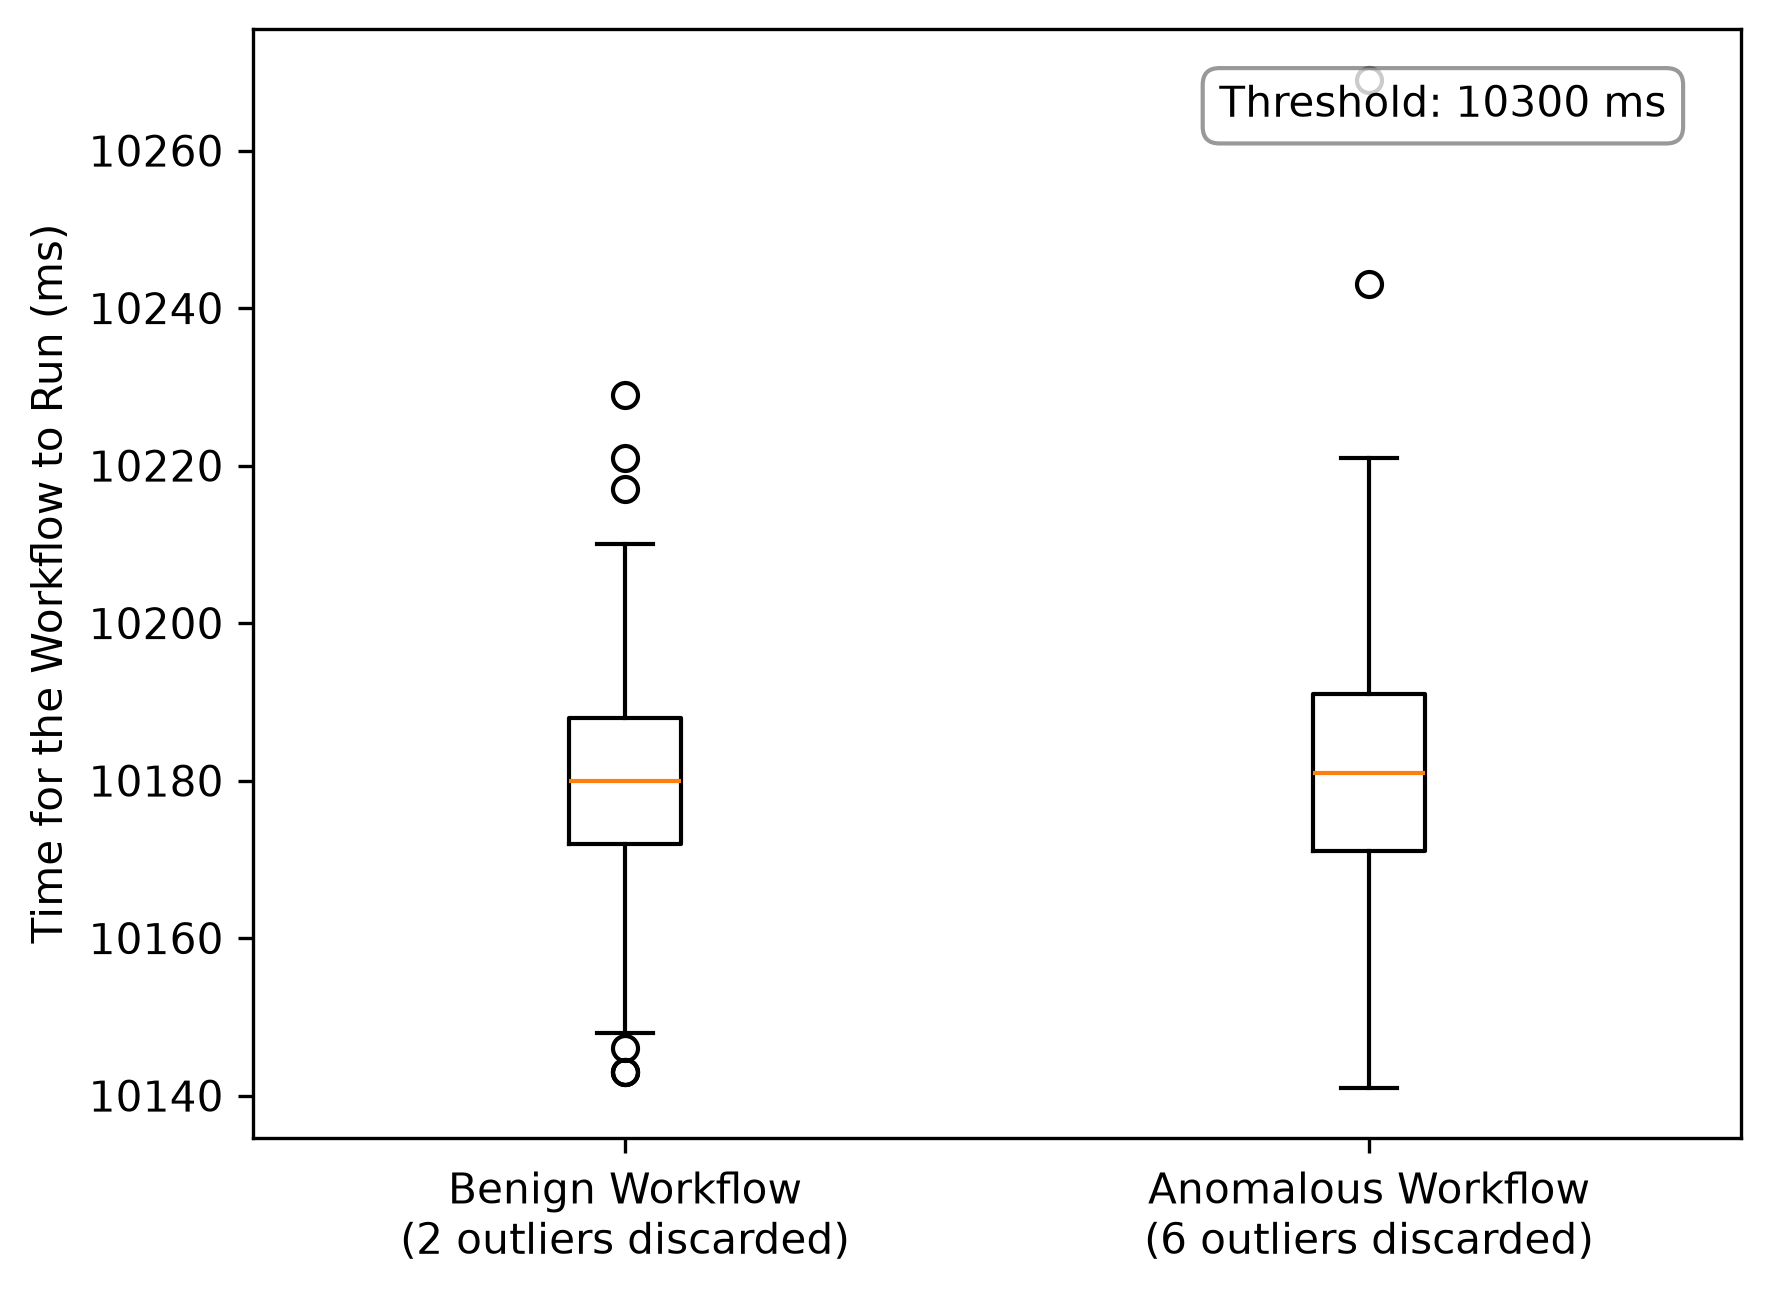 Threshold: 10300 ms
Time for the Workflow to Run (ms)
10260
10240
10220
10200
10180
10160
10140
Benign Workflow
(2 outliers discarded)
Anomalous Workflow
(6 outliers discarded)